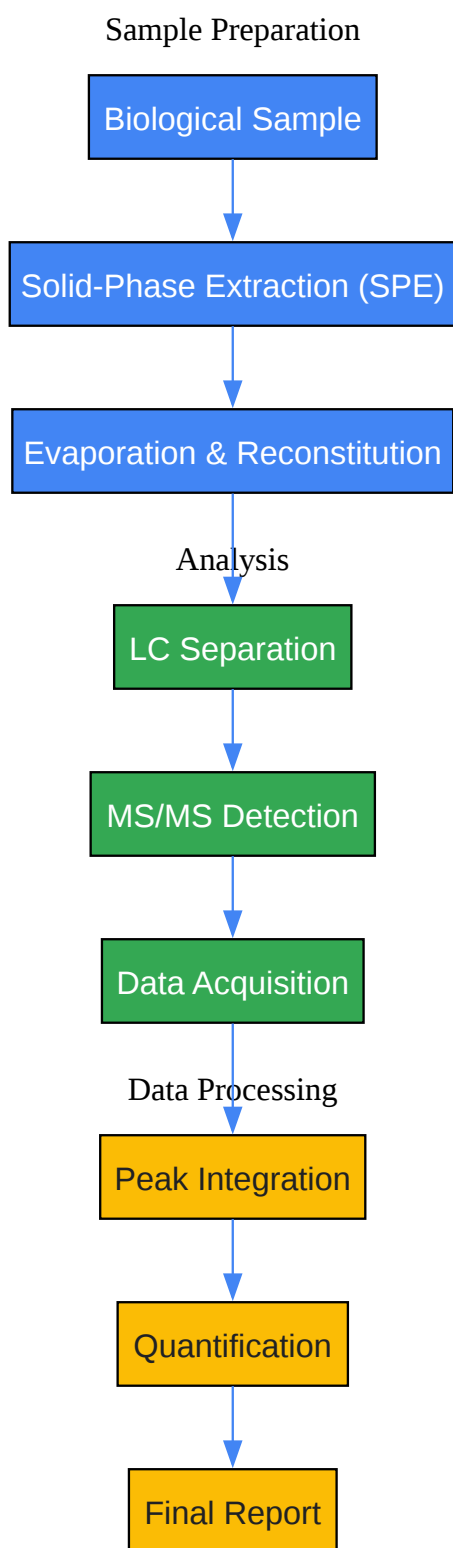 Sample Preparation
Biological Sample
Solid-Phase Extraction (SPE)
Evaporation & Reconstitution
Analysis
LC Separation
MS/MS Detection
Data Acquisition
Data Processing
Peak Integration
Quantification
Final Report